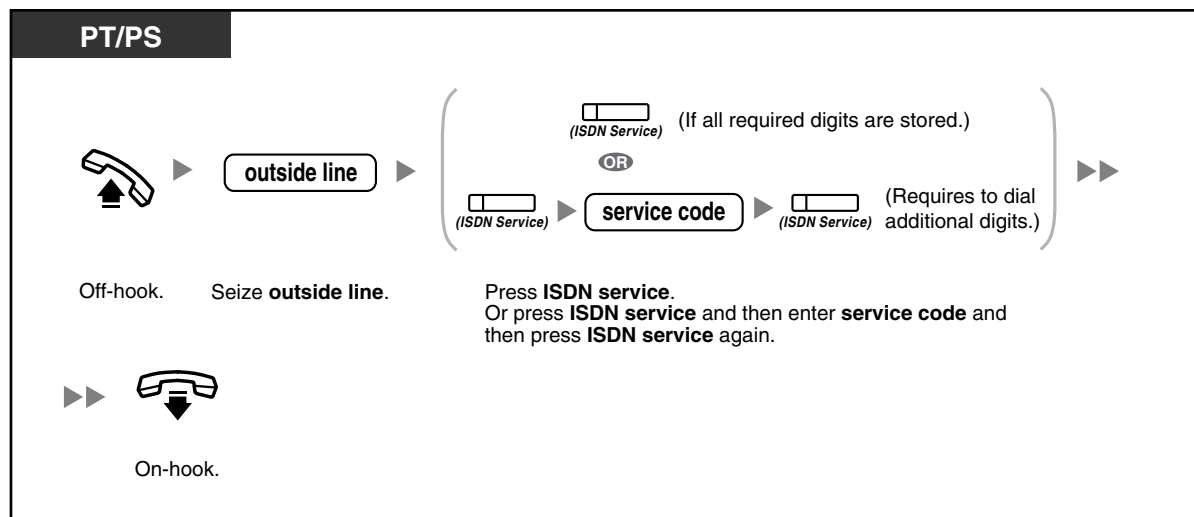 PT/PS
(ISDN Service) (If all required digits are stored.)
OR
outside line
(ISDN Service) service code (ISDN Service) (Requires to dial
additional digits.)
Off-hook.
Seize outside line.
Press ISDN service.
Or press ISDN service and then enter service code and
then press ISDN service again.
On-hook.